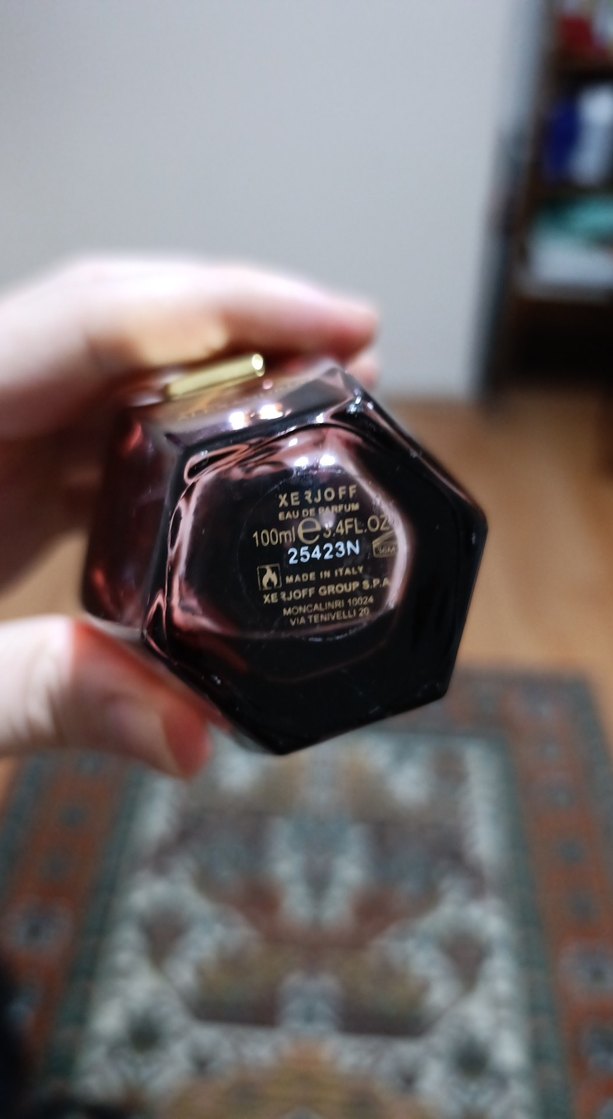 XERJOFF
EAU DE PARFUM
100ml e 3.4FL.OZ
25423N
36M
MADE IN ITALY
XERJOFF GROUP S.P.A
MONCALINRI 10024
VIA TENIVELLI 20